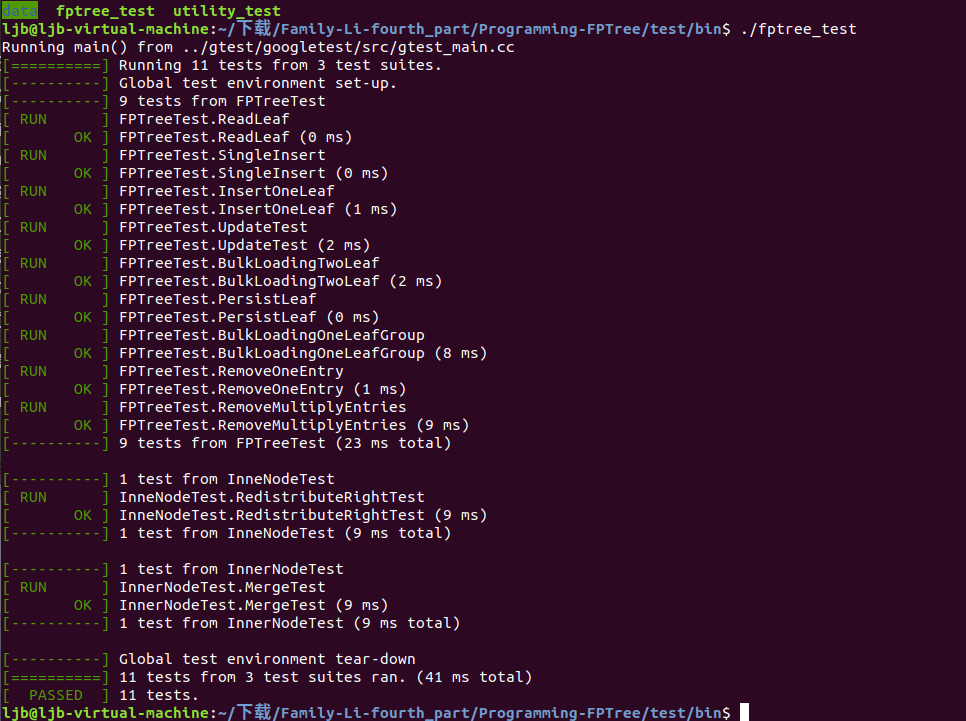 data  fptree_test  utility_test
ljb@ljb-virtual-machine:~/下载/Family-Li-fourth_part/Programming-FPTree/test/bin$ ./fptree_test
Running main() from ../gtest/googletest/src/gtest_main.cc
[==========] Running 11 tests from 3 test suites.
[----------] Global test environment set-up.
[----------] 9 tests from FPTreeTest
[ RUN      ] FPTreeTest.ReadLeaf
[       OK ] FPTreeTest.ReadLeaf (0 ms)
[ RUN      ] FPTreeTest.SingleInsert
[       OK ] FPTreeTest.SingleInsert (0 ms)
[ RUN      ] FPTreeTest.InsertOneLeaf
[       OK ] FPTreeTest.InsertOneLeaf (1 ms)
[ RUN      ] FPTreeTest.UpdateTest
[       OK ] FPTreeTest.UpdateTest (2 ms)
[ RUN      ] FPTreeTest.BulkLoadingTwoLeaf
[       OK ] FPTreeTest.BulkLoadingTwoLeaf (2 ms)
[ RUN      ] FPTreeTest.PersistLeaf
[       OK ] FPTreeTest.PersistLeaf (0 ms)
[ RUN      ] FPTreeTest.BulkLoadingOneLeafGroup
[       OK ] FPTreeTest.BulkLoadingOneLeafGroup (8 ms)
[ RUN      ] FPTreeTest.RemoveOneEntry
[       OK ] FPTreeTest.RemoveOneEntry (1 ms)
[ RUN      ] FPTreeTest.RemoveMultiplyEntries
[       OK ] FPTreeTest.RemoveMultiplyEntries (9 ms)
[----------] 9 tests from FPTreeTest (23 ms total)
[----------] 1 test from InneNodeTest
[ RUN      ] InneNodeTest.RedistributeRightTest
[       OK ] InneNodeTest.RedistributeRightTest (9 ms)
[----------] 1 test from InneNodeTest (9 ms total)
[----------] 1 test from InnerNodeTest
[ RUN      ] InnerNodeTest.MergeTest
[       OK ] InnerNodeTest.MergeTest (9 ms)
[----------] 1 test from InnerNodeTest (9 ms total)
[----------] Global test environment tear-down
[==========] 11 tests from 3 test suites ran. (41 ms total)
[  PASSED  ] 11 tests.
ljb@ljb-virtual-machine:~/下载/Family-Li-fourth_part/Programming-FPTree/test/bin$